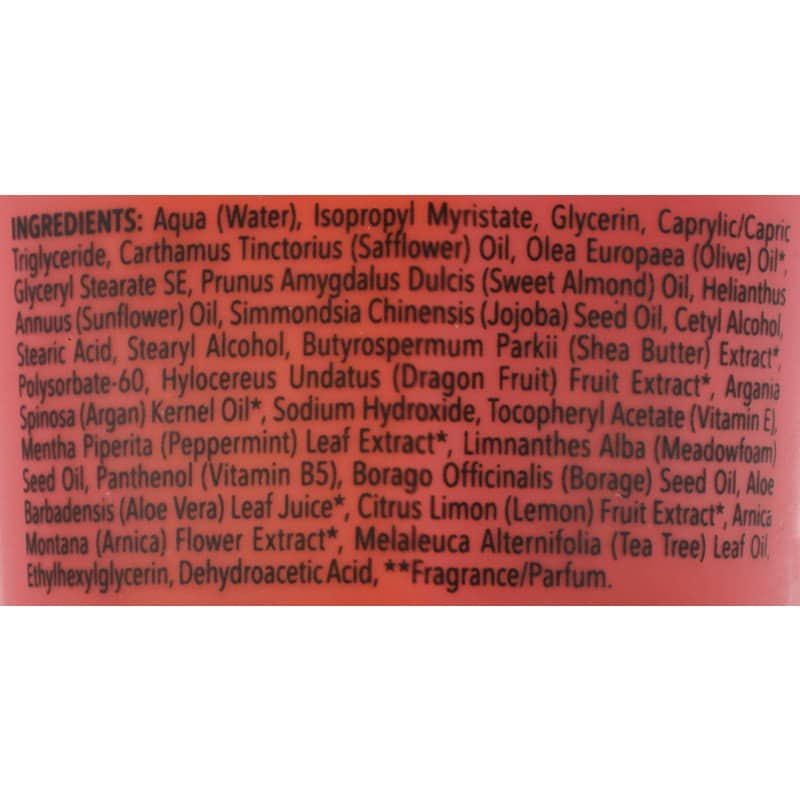 INGREDIENTS: Aqua (Water), Isopropyl Myristate, Glycerin, Caprylic/Capric
Triglyceride, Carthamus Tinctorius (Safflower) Oil, Olea Europaea (Olive) Oil*,
Glyceryl Stearate SE, Prunus Amygdalus Dulcis (Sweet Almond) Oil, Helianthus
Annuus (Sunflower) Oil, Simmondsia Chinensis (Jojoba) Seed Oil, Cetyl Alcohol,
Stearic Acid, Stearyl Alcohol, Butyrospermum Parkii (Shea Butter) Extract*,
Polysorbate-60, Hylocereus Undatus (Dragon Fruit) Fruit Extract*, Argania
Spinosa (Argan) Kernel Oil*, Sodium Hydroxide, Tocopheryl Acetate (Vitamin E),
Mentha Piperita (Peppermint) Leaf Extract*, Limnanthes Alba (Meadowfoam)
Seed Oil, Panthenol (Vitamin B5), Borago Officinalis (Borage) Seed Oil, Aloe
Barbadensis (Aloe Vera) Leaf Juice*, Citrus Limon (Lemon) Fruit Extract*, Arnica
Montana (Arnica) Flower Extract*, Melaleuca Alternifolia (Tea Tree) Leaf Oil,
Ethylhexylglycerin, Dehydroacetic Acid, **Fragrance/Parfum.